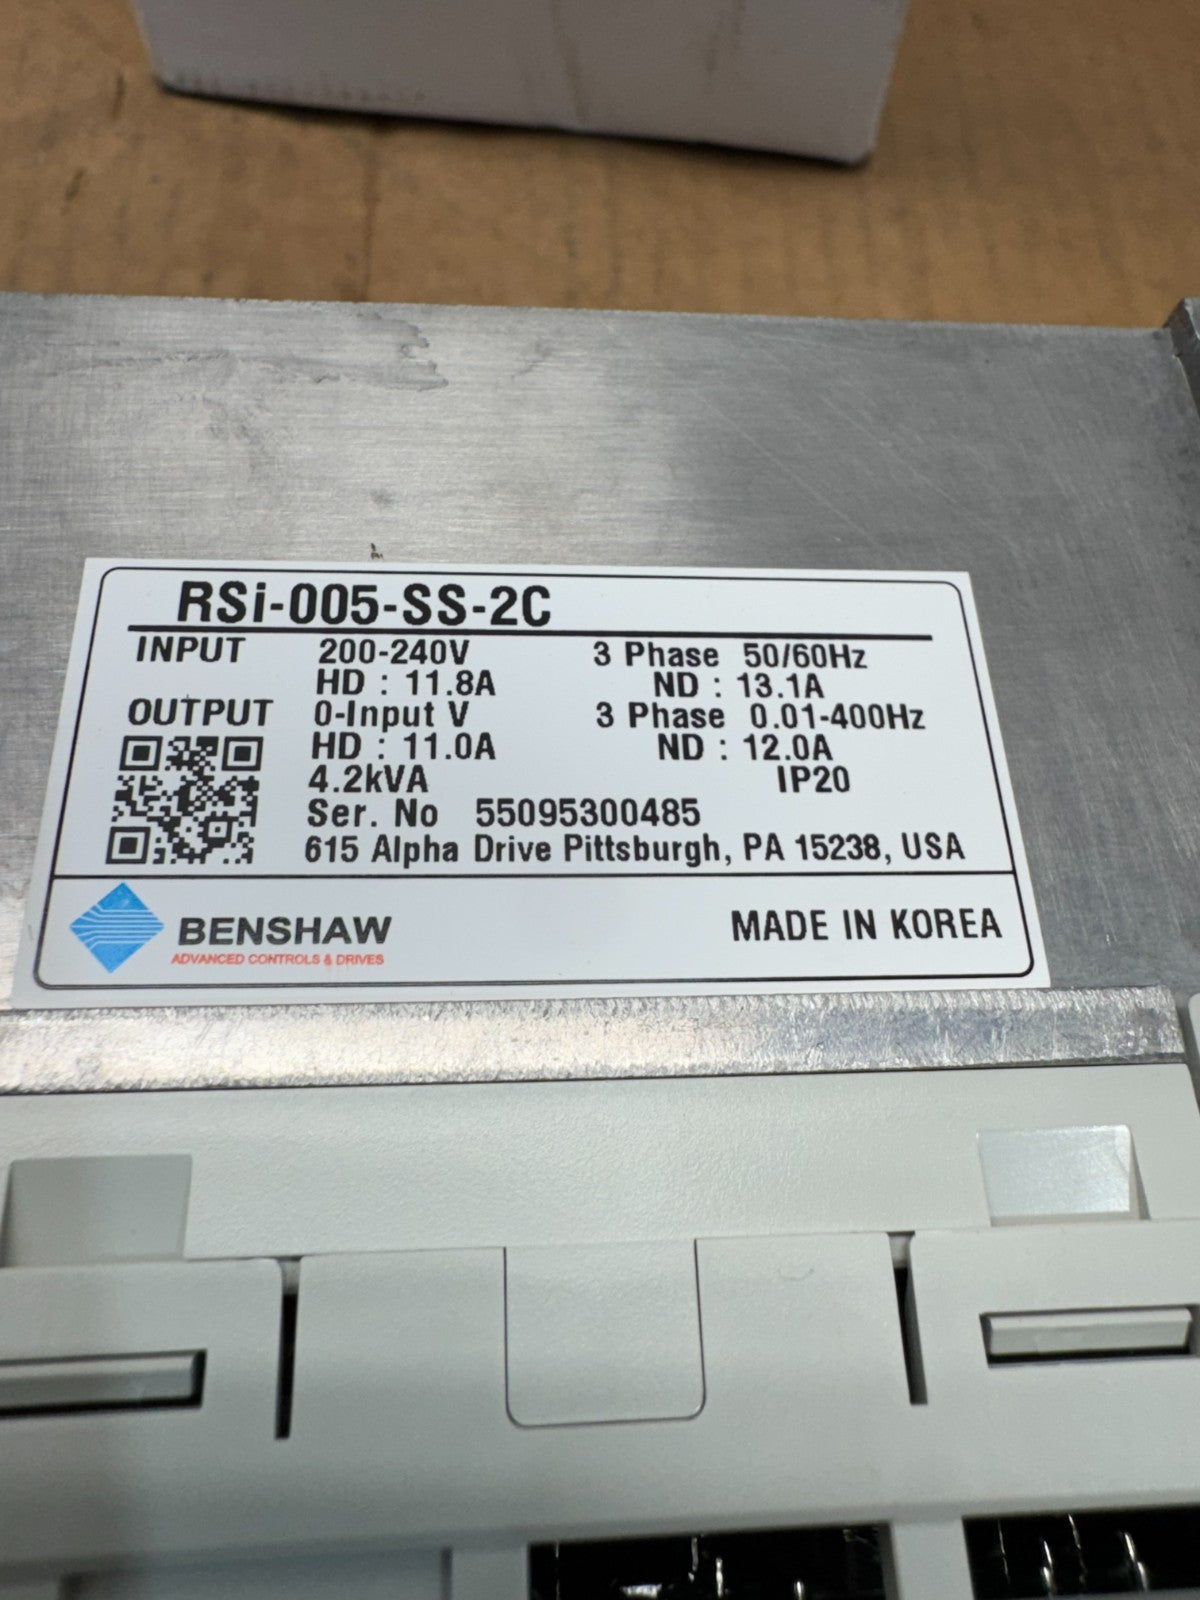 RSi-005-SS-2C
INPUT 200-240V 3 Phase 50/60Hz
HD : 11.8A ND : 13.1A
OUTPUT 0-Input V 3 Phase 0.01-400Hz
HD : 11.0A ND : 12.0A
4.2kVA IP20
Ser. No 55095300485
615 Alpha Drive Pittsburgh, PA 15238, USA
BENSHAW MADE IN KOREA
ADVANCED CONTROLS & DRIVES